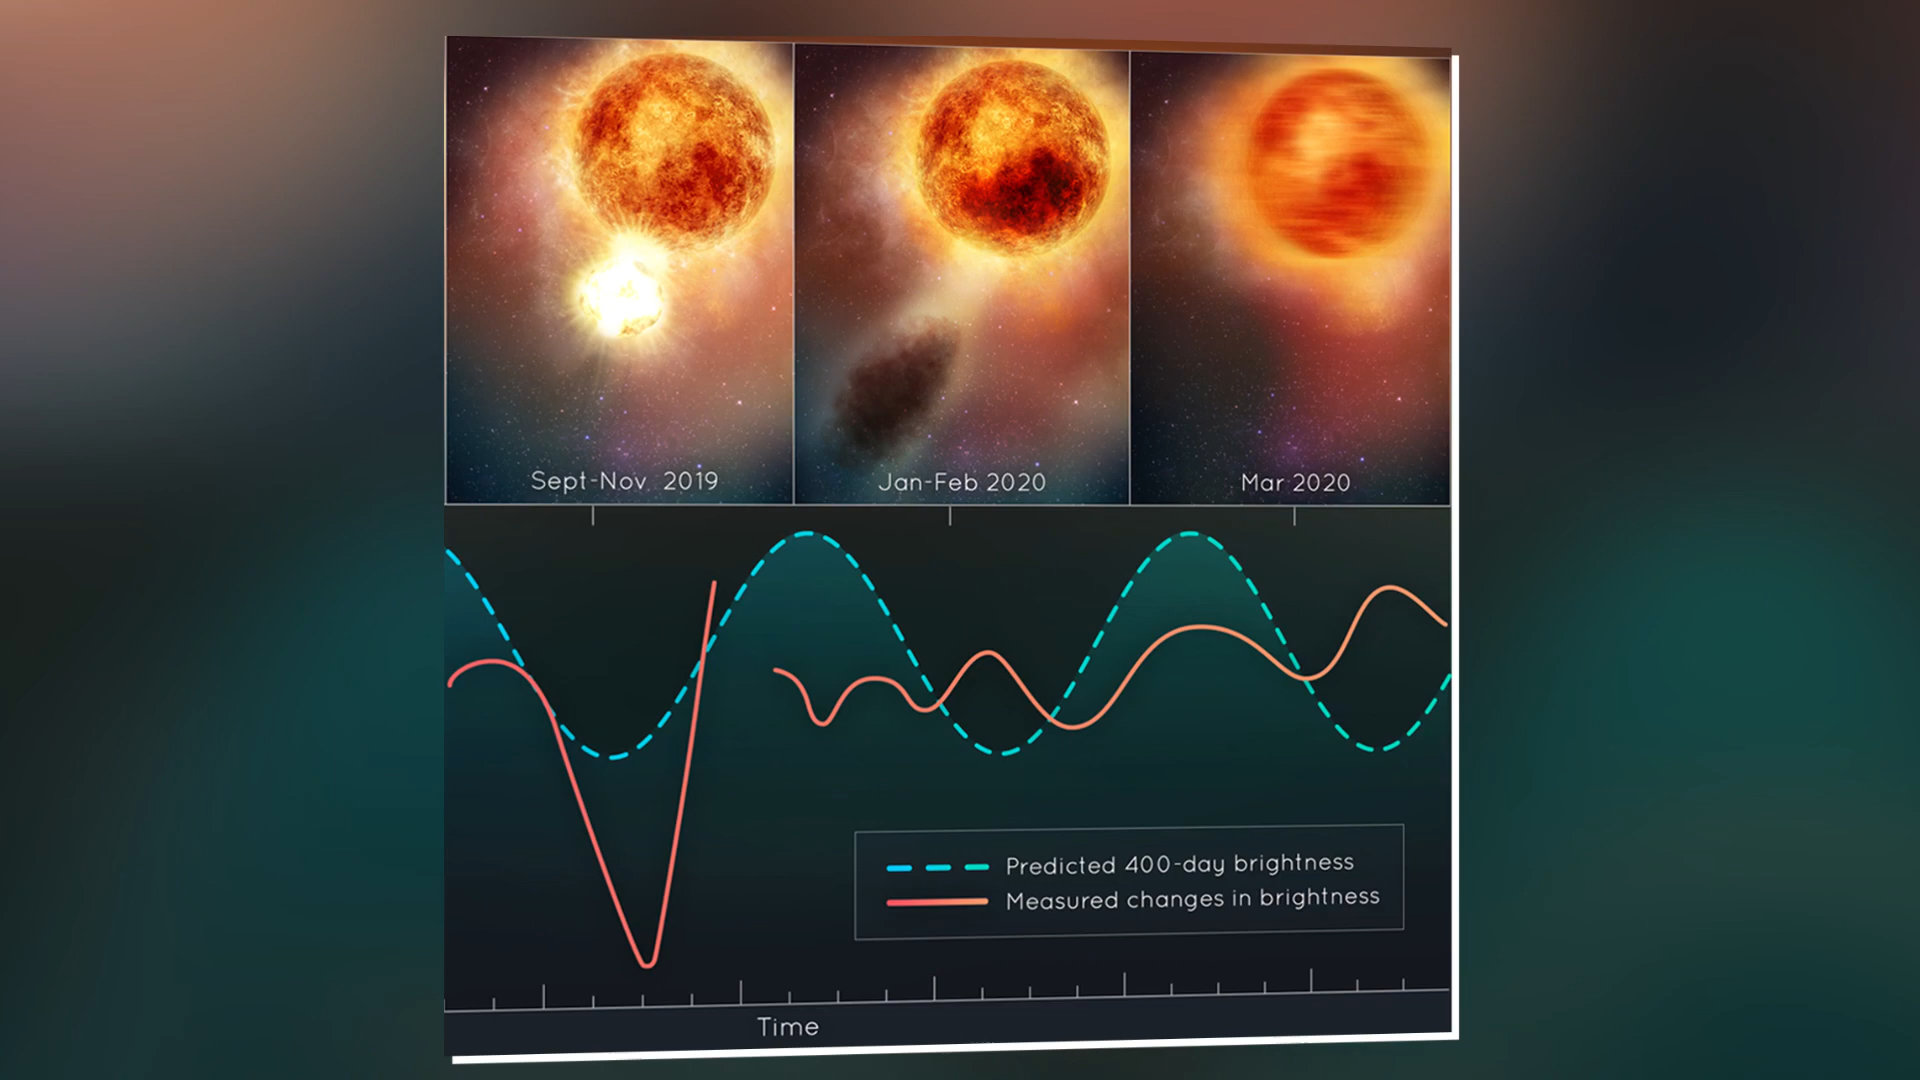 Sept-Nov 2019
Jan-Feb 2020
Mar 2020
Predicted 400-day brightness
Measured changes in brightness
Time